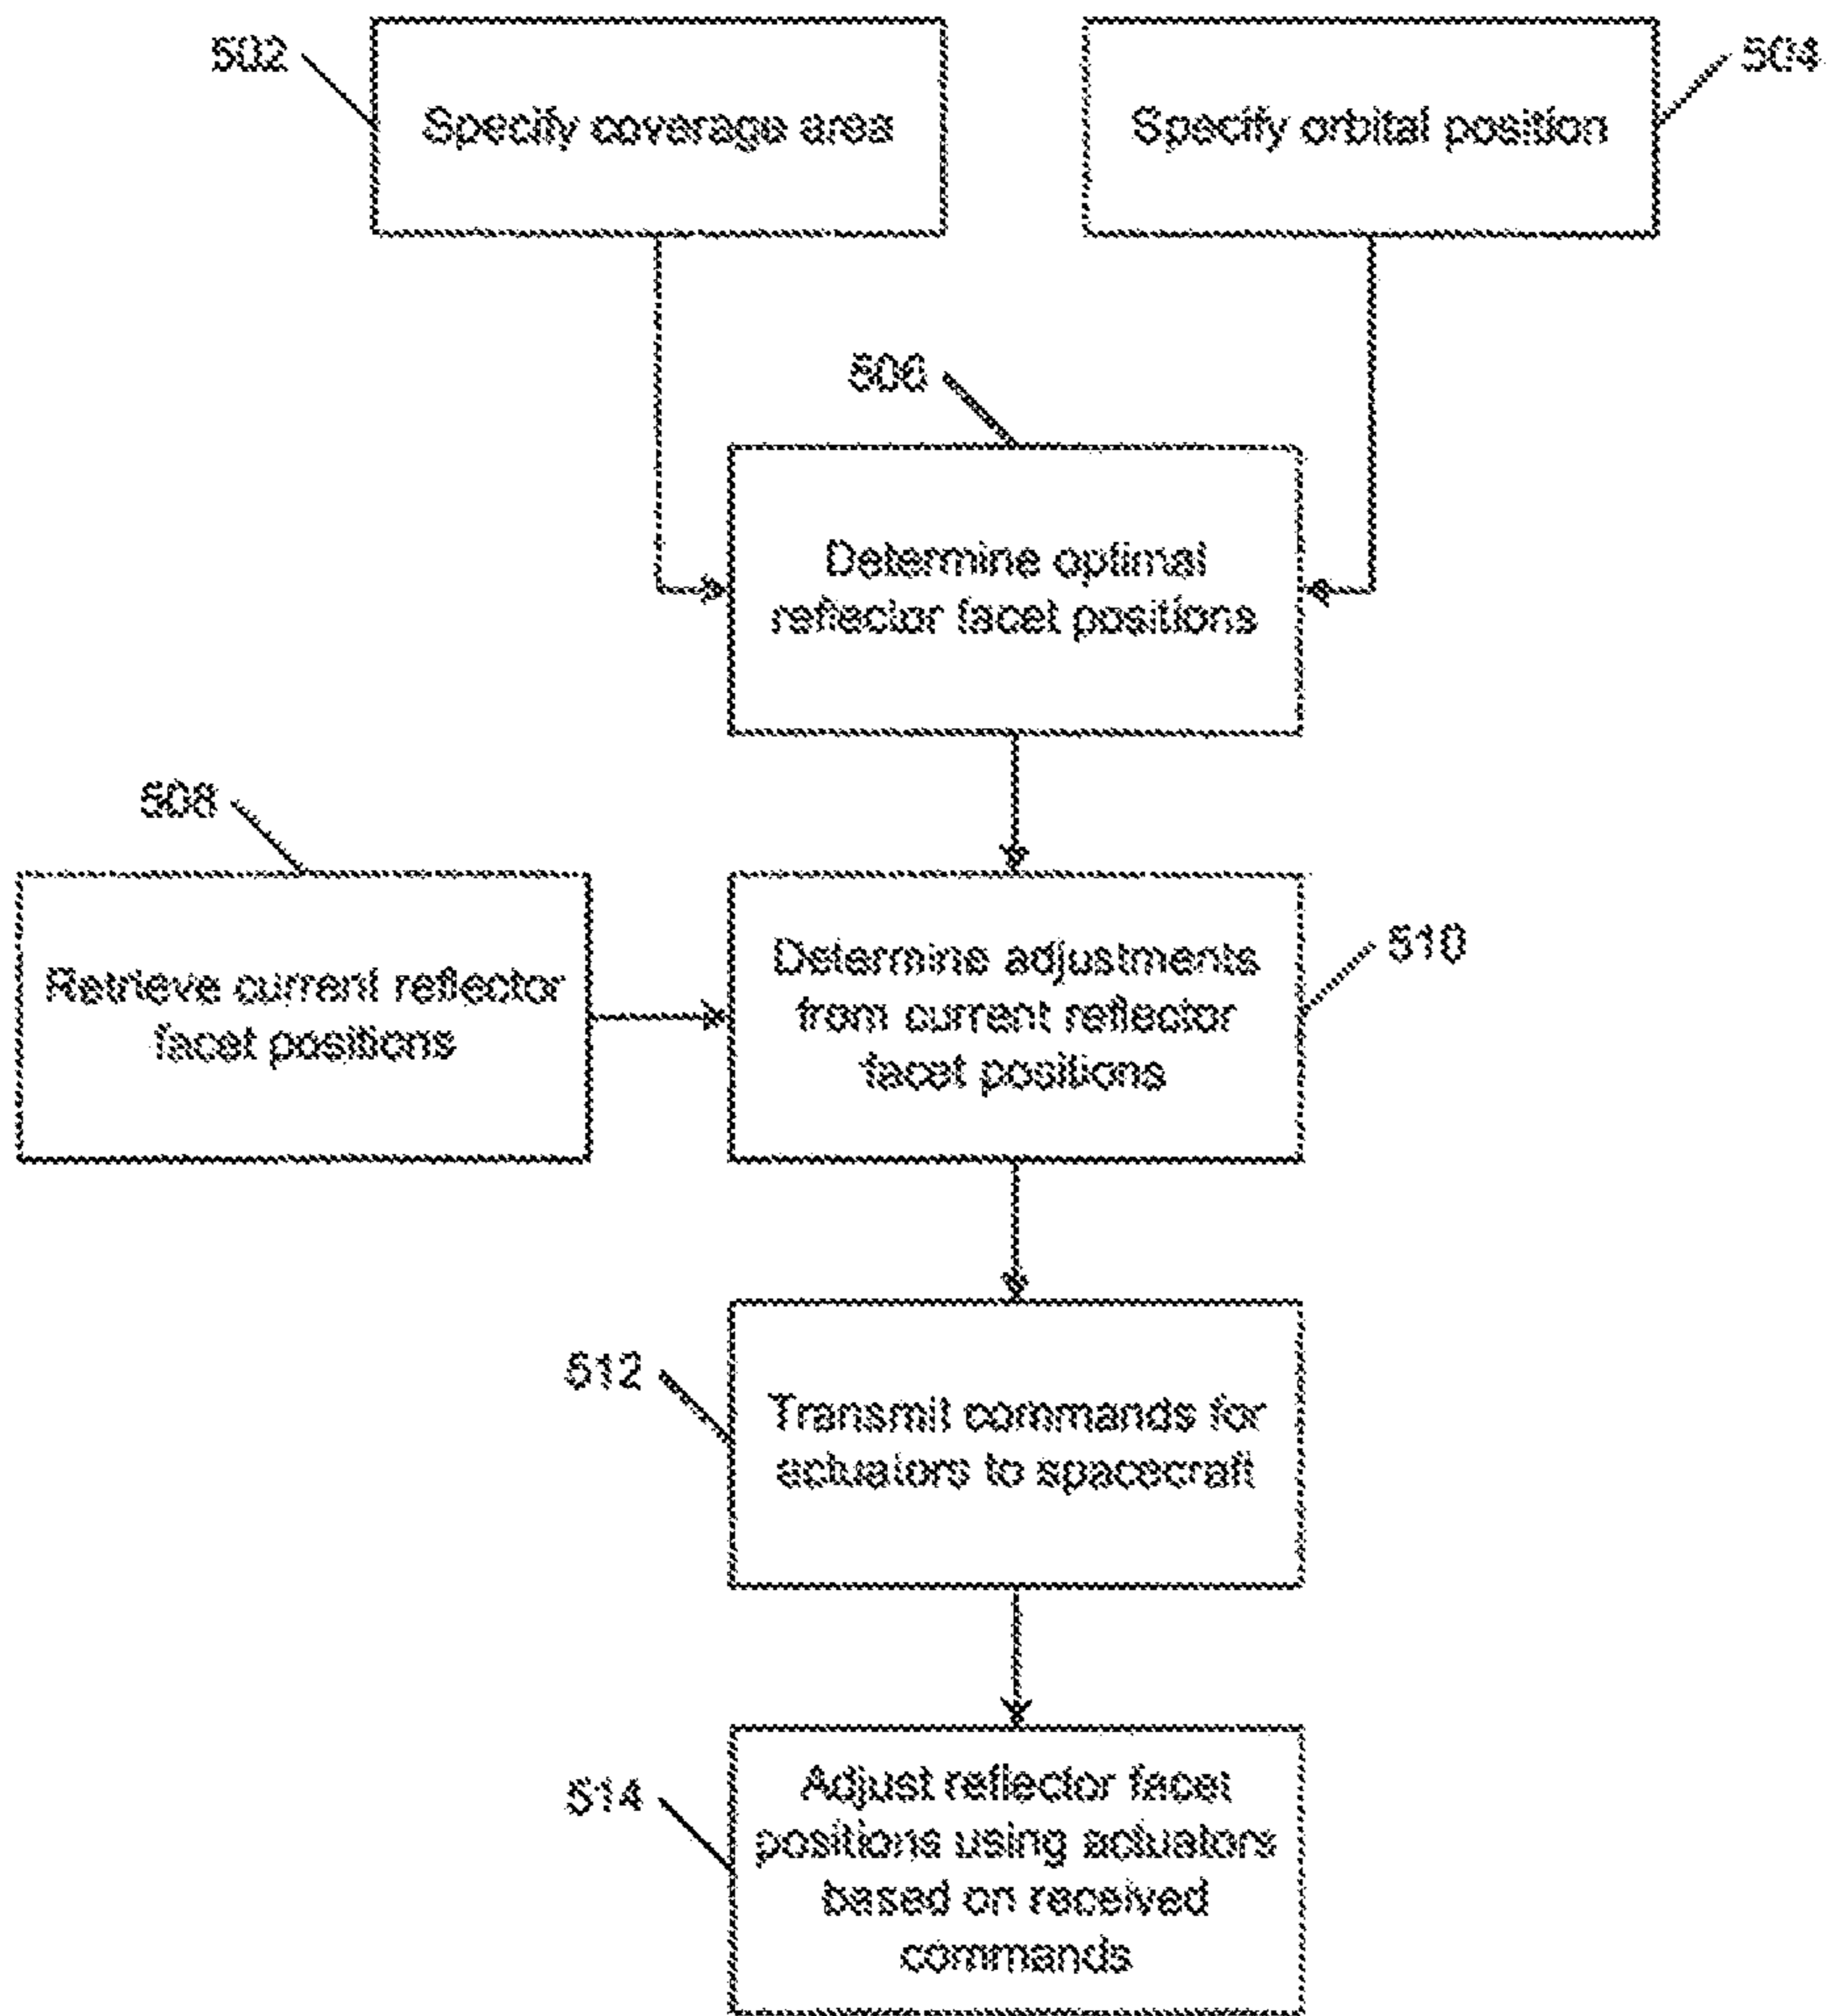 502
Specify coverage area
Specify orbital position
504
506
Determine optimal
reflector facet positions
508
Retrieve current reflector
facet positions
Determine adjustments
from current reflector
facet positions
510
512
Transmit commands for
actuators to spacecraft
514
Adjust reflector facet
positions using actuators
based on received
commands